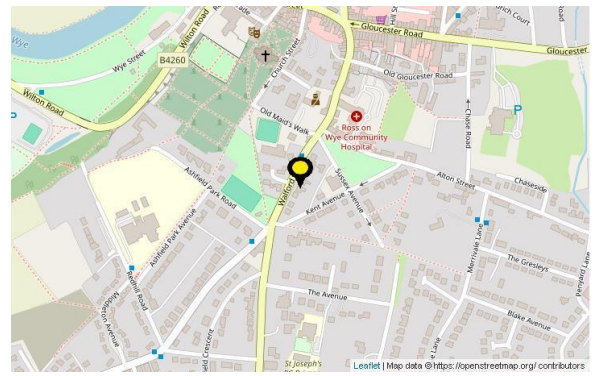 Wye
Wye Street
Wilton Road
B4260
Wilton Road
Church Street
Gloucester Road
Gloucester
Old Gloucester Road
Chase Road
P
P
Old Maid's Walk
Ross on
Wye Community
Hospital
Alton Street
Chaseside
Walford
Sussex Avenue
Kent Avenue
Ashfield Park Road
Ashfield Park Avenue
Redhill Road
Merrivale Lane
The Gresleys
Penyard Lane
The Avenue
Blake Avenue
St Joseph's
Leaflet | Map data © https://openstreetmap.org/ contributors